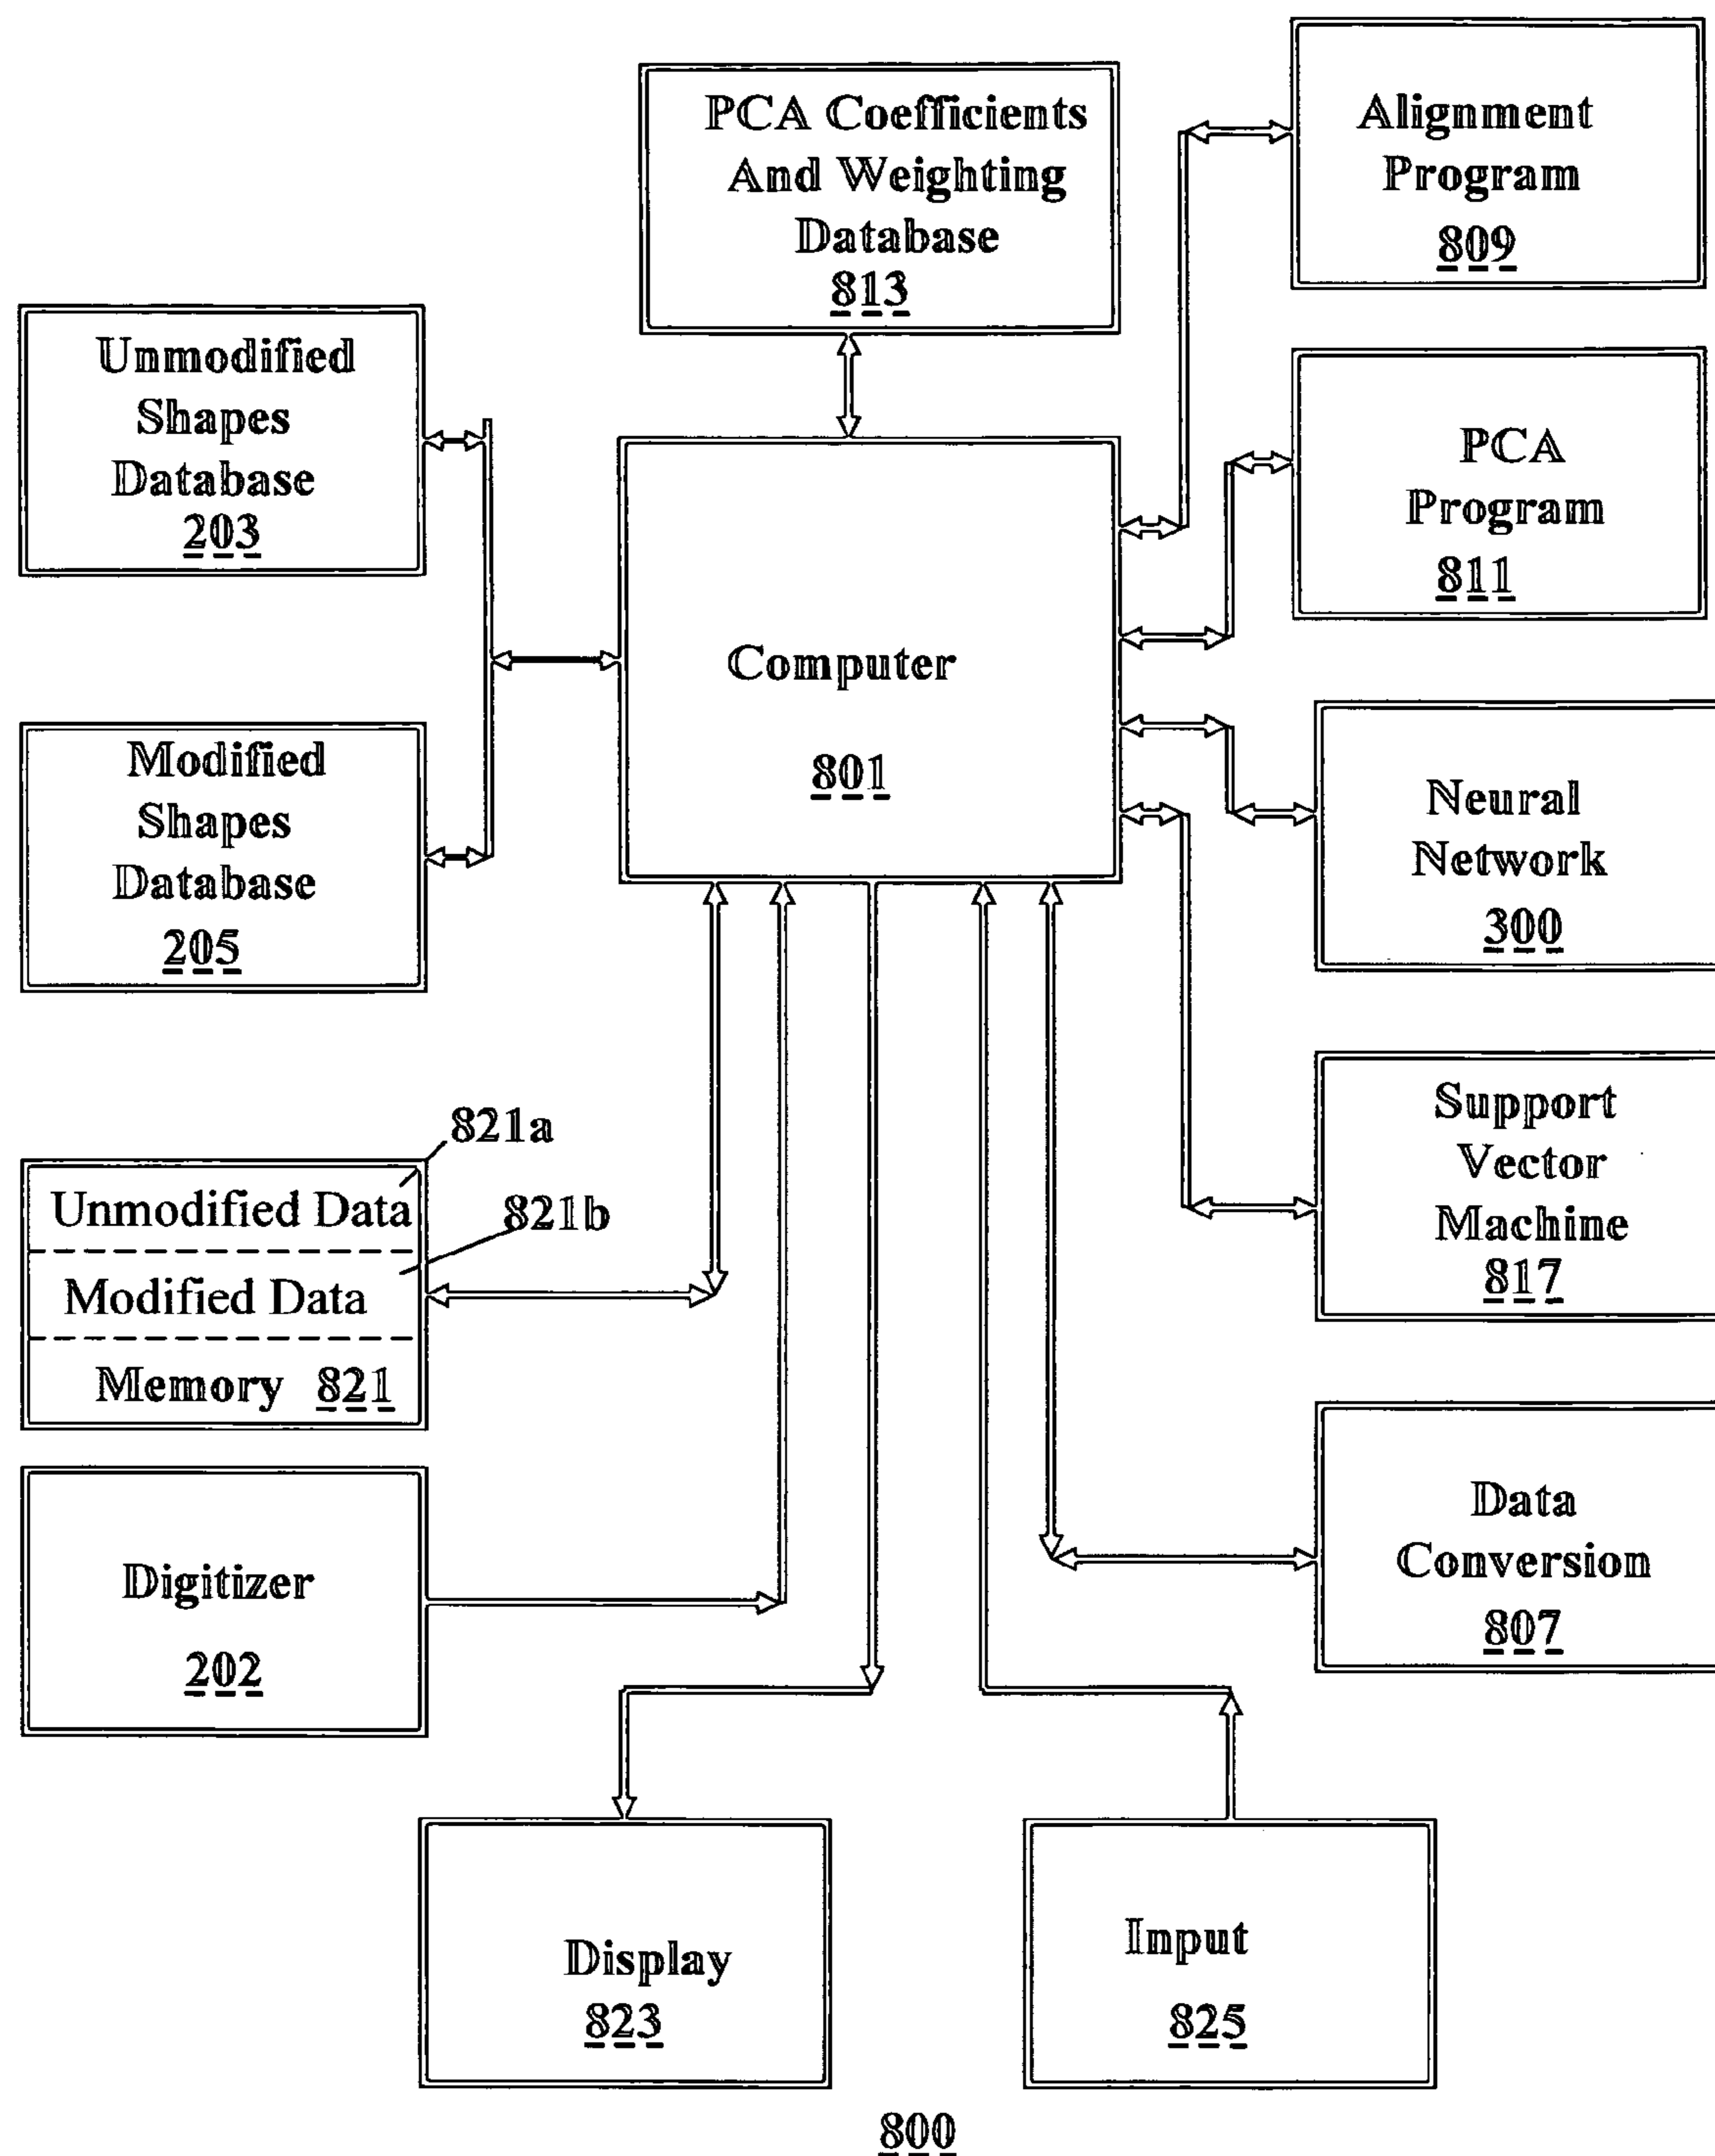 PCA Coefficients
And Weighting
Database
813
Alignment
Program
809
Unmodified
Shapes
Database
203
PCA
Program
811
Computer
801
Modified
Shapes
Database
205
Neural
Network
300
Support
Vector
Machine
817
821a
Unmodified Data
821b
Modified Data
Memory 821
Data
Conversion
807
Digitizer
202
Display
823
Input
825
800